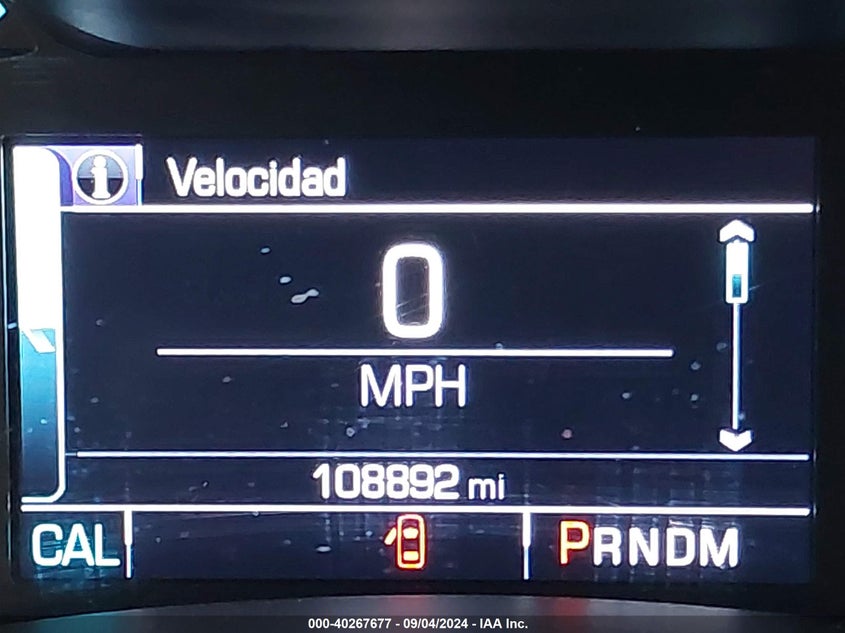 Velocidad
0
MPH
108892 mi
CAL PRNDM
000-40267677 - 09/04/2024 - IAA Inc.